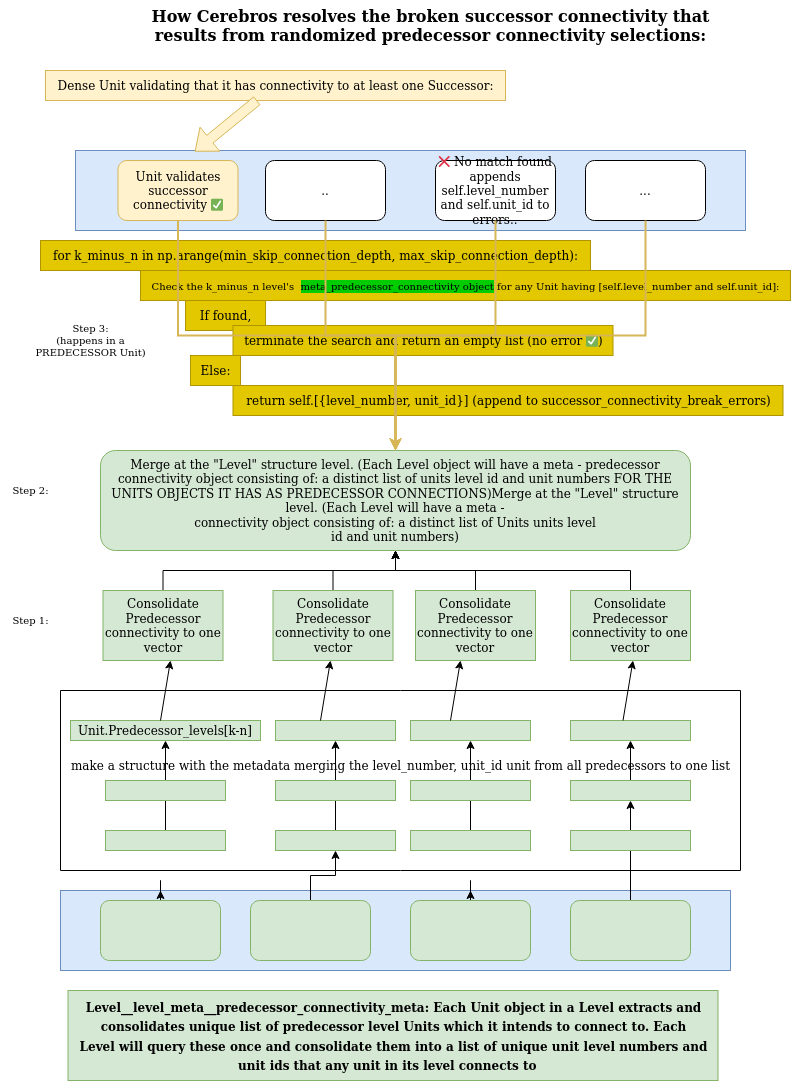 How Cerebros resolves the broken successor connectivity that
results from randomized predecessor connectivity selections:
Dense Unit validating that it has connectivity to at least one Successor:
Unit validates
successor
connectivity ✅
..
❌ No match found
appends
self.level_number
and self.unit_id to
errors..
...
for k_minus_n in np.arange(min_skip_connection_depth, max_skip_connection_depth):
Check the k_minus_n level's meta_predecessor_connectivity object for any Unit having [self.level_number and self.unit_id]:
If found,
Step 3:
(happens in a
PREDECESSOR Unit)
terminate the search and return an empty list (no error ✅)
Else:
return self.[{level_number, unit_id}] (append to successor_connectivity_break_errors)
Step 2:
Merge at the "Level" structure level. (Each Level object will have a meta - predecessor
connectivity object consisting of: a distinct list of units level id and unit numbers FOR THE
UNITS OBJECTS IT HAS AS PREDECESSOR CONNECTIONS)Merge at the "Level" structure
level. (Each Level will have a meta -
connectivity object consisting of: a distinct list of Units units level
id and unit numbers)
Step 1:
Consolidate
Predecessor
connectivity to one
vector
Consolidate
Predecessor
connectivity to one
vector
Consolidate
Predecessor
connectivity to one
vector
Consolidate
Predecessor
connectivity to one
vector
Unit.Predecessor_levels[k-n]
make a structure with the metadata merging the level_number, unit_id unit from all predecessors to one list
Level__level_meta__predecessor_connectivity_meta: Each Unit object in a Level extracts and
consolidates unique list of predecessor level Units which it intends to connect to. Each
Level will query these once and consolidate them into a list of unique unit level numbers and
unit ids that any unit in its level connects to